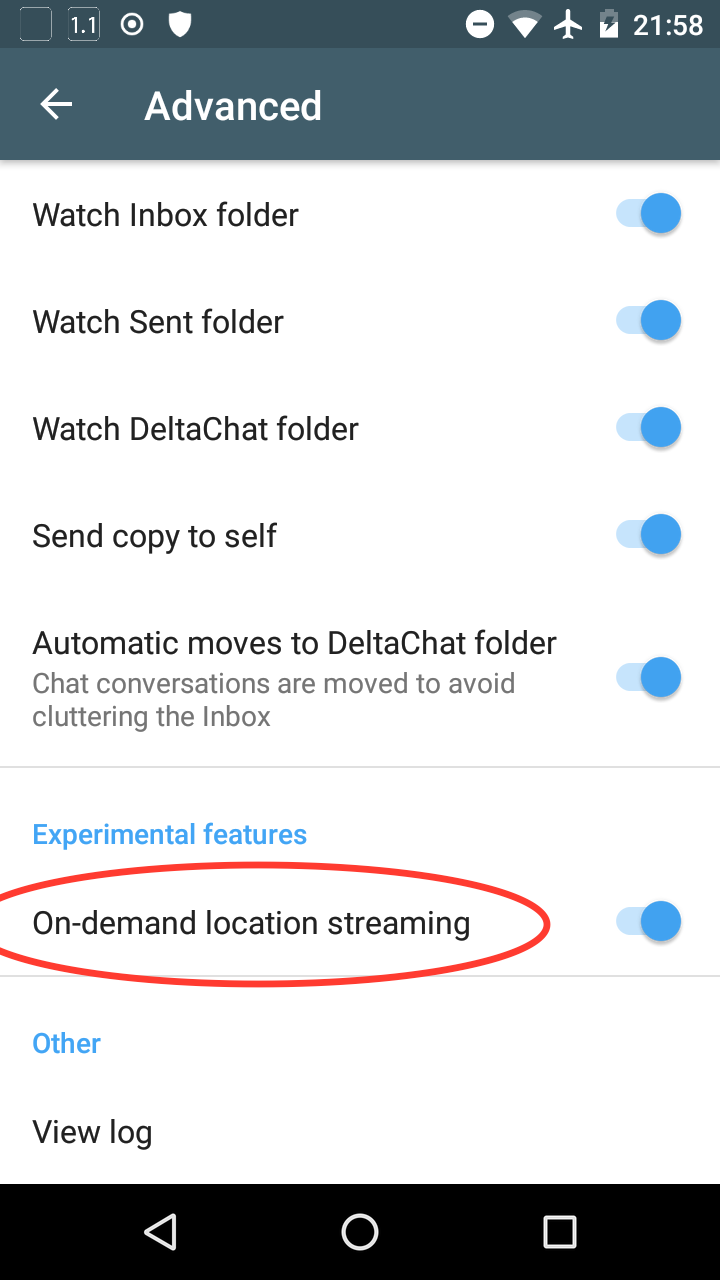 1.1 21:58
Advanced
Watch Inbox folder
Watch Sent folder
Watch DeltaChat folder
Send copy to self
Automatic moves to DeltaChat folder
Chat conversations are moved to avoid
cluttering the Inbox
Experimental features
On-demand location streaming
Other
View log